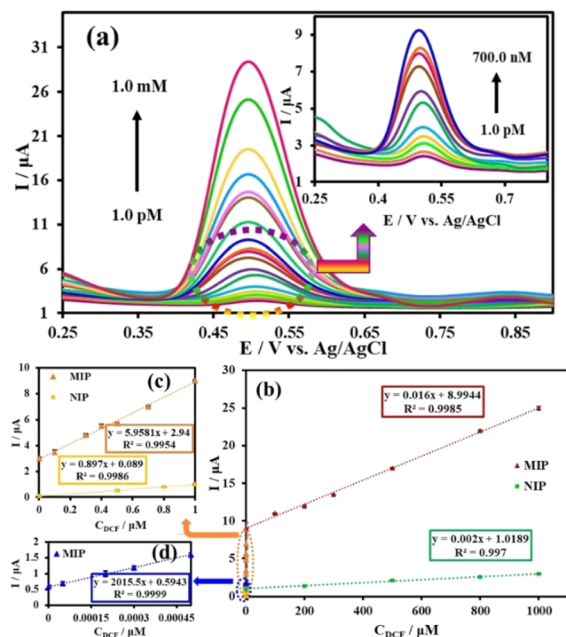 (a)
31
26
21
16
11
6
1
I / µA
1.0 mM
1.0 pM
0.25
0.35
0.45
0.55
0.65
0.75
0.85
E / V vs. Ag/AgCl
9
7
5
3
1
I / µA
700.0 nM
1.0 pM
0.25
0.4
0.55
0.7
E / V vs. Ag/AgCl
(c)
MIP
NIP
10
8
6
4
2
0
I / µA
y = 5.9581x + 2.94
R² = 0.9954
y = 0.897x + 0.089
R² = 0.9986
0
0.2
0.4
0.6
0.8
1
C_DCF / µM
(d)
MIP
2
1.5
1
0.5
0
I / µA
y = 2015.5x + 0.5943
R² = 0.9999
0
0.00015
0.0003
0.00045
C_DCF / µM
(b)
25
20
15
10
5
0
I / µA
y = 0.016x + 8.9944
R² = 0.9985
MIP
NIP
y = 0.002x + 1.0189
R² = 0.997
0
200
400
600
800
1000
C_DCF / µM